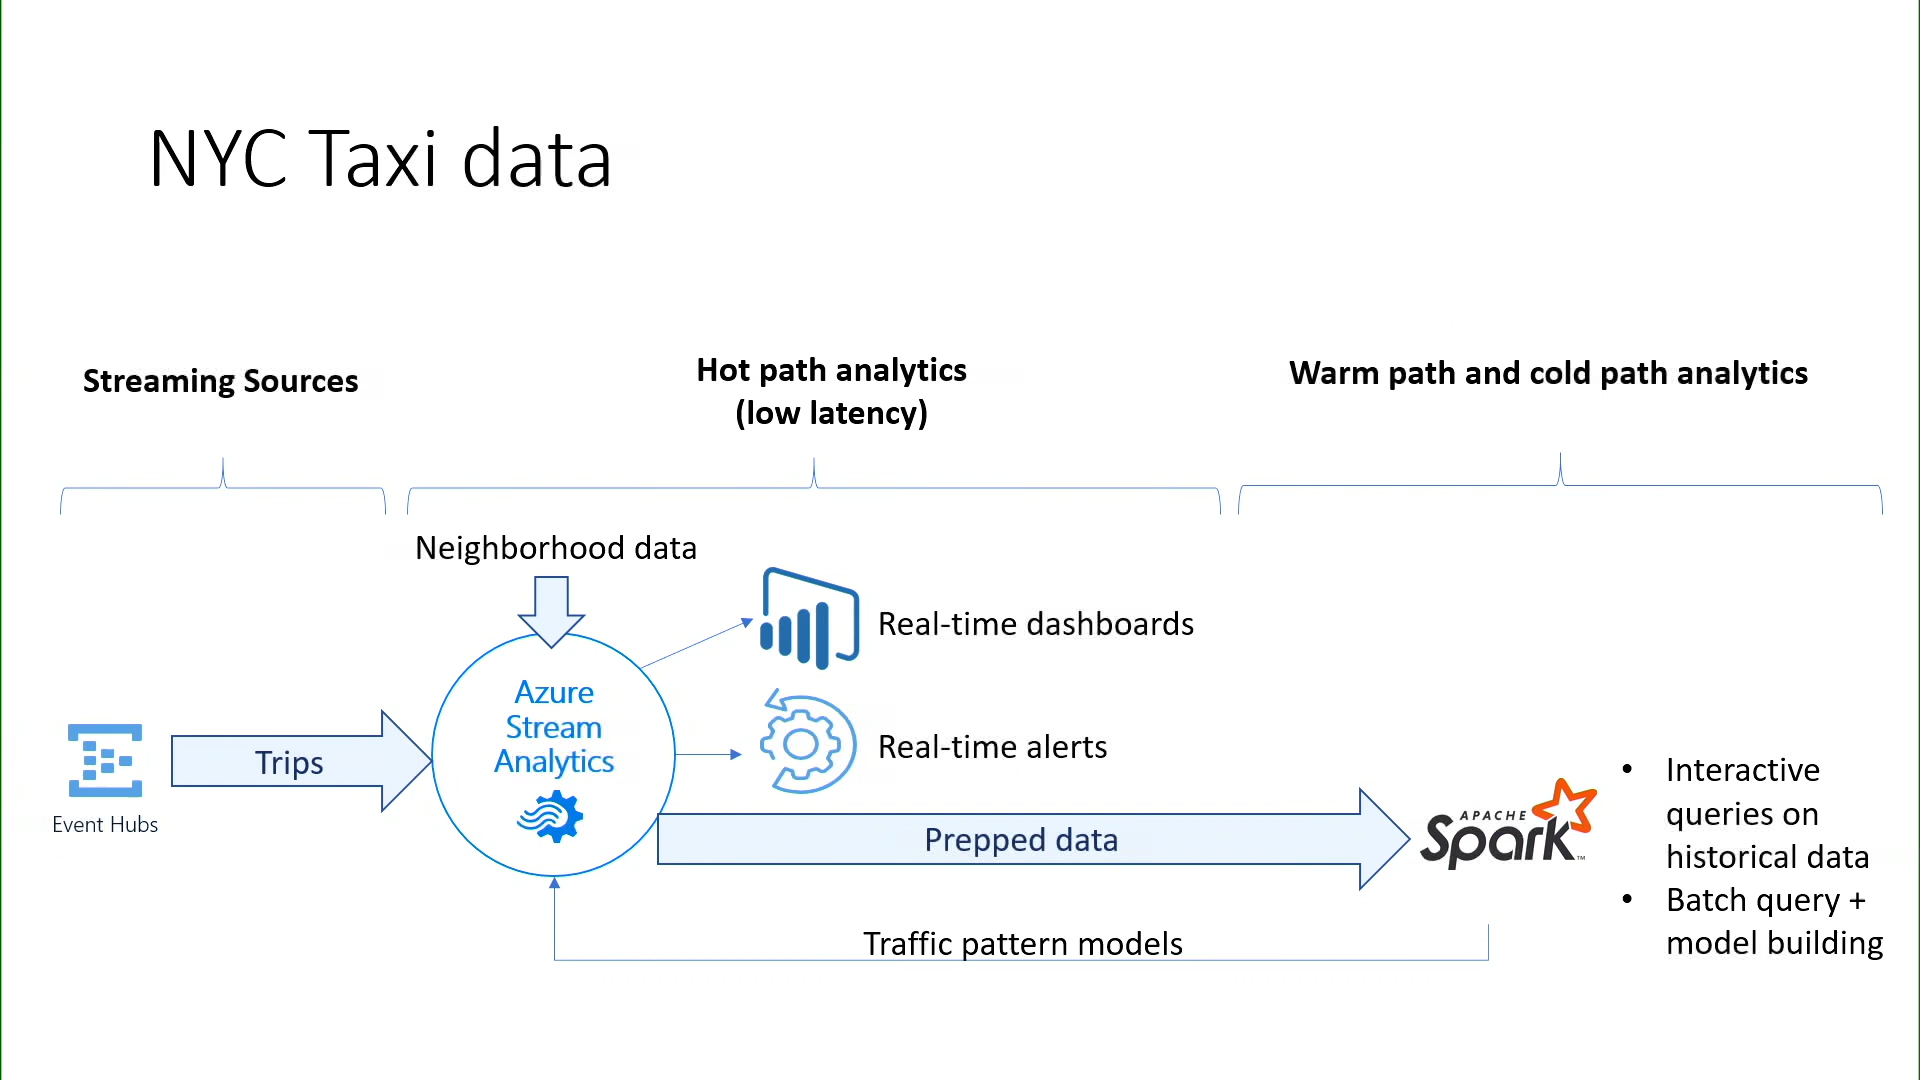 NYC Taxi data
Streaming Sources
Hot path analytics
(low latency)
Warm path and cold path analytics
Neighborhood data
Real-time dashboards
Azure
Stream
Analytics
Real-time alerts
Trips
Event Hubs
Prepped data
APACHE
Spark™
• Interactive
queries on
historical data
• Batch query +
model building
Traffic pattern models